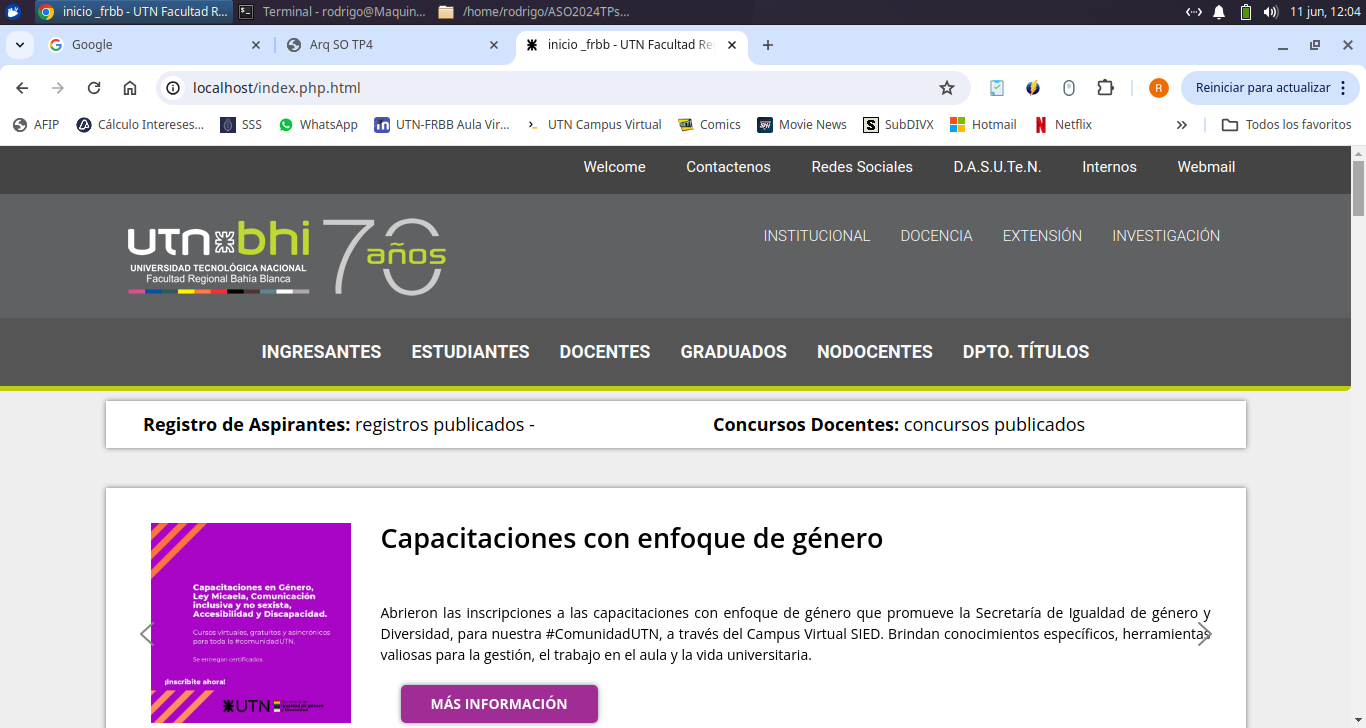 inicio _frbb - UTN Facultad R...
Terminal - rodrigo@Maquin...
/home/rodrigo/ASO2024TPs...
11 jun, 12:04
Google
Arq SO TP4
inicio _frbb - UTN Facultad Re
localhost/index.php.html
R
Reiniciar para actualizar
AFIP
Cálculo Intereses...
SSS
WhatsApp
UTN-FRBB Aula Vir...
UTN Campus Virtual
Comics
Movie News
SubDIVX
Hotmail
Netflix
Todos los favoritos
Welcome
Contactenos
Redes Sociales
D.A.S.U.Te.N.
Internos
Webmail
utn bhi
UNIVERSIDAD TECNOLÓGICA NACIONAL
Facultad Regional Bahía Blanca
70 años
INSTITUCIONAL
DOCENCIA
EXTENSIÓN
INVESTIGACIÓN
INGRESANTES
ESTUDIANTES
DOCENTES
GRADUADOS
NODOCENTES
DPTO. TÍTULOS
Registro de Aspirantes: registros publicados -
Concursos Docentes: concursos publicados
Capacitaciones en Género,
Ley Micaela, Comunicación
inclusiva y no sexista,
Accesibilidad y Discapacidad.
Cursos virtuales, gratuitos y asincrónicos
para toda la #comunidadUTN.
Se entregan certificados.
¡Inscribite ahora!
UTN
Capacitaciones con enfoque de género
Abrieron las inscripciones a las capacitaciones con enfoque de género que promueve la Secretaría de Igualdad de género y
Diversidad, para nuestra #ComunidadUTN, a través del Campus Virtual SIED. Brindan conocimientos específicos, herramientas
valiosas para la gestión, el trabajo en el aula y la vida universitaria.
MÁS INFORMACIÓN